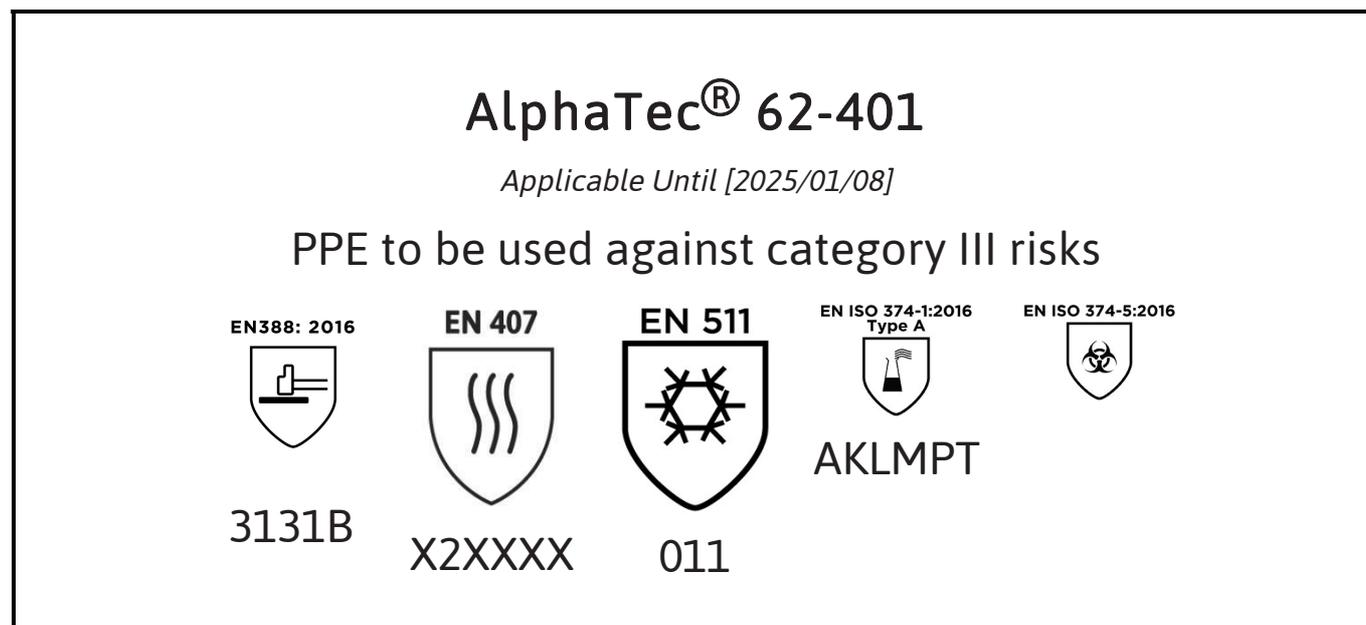 AlphaTec® 62-401
Applicable Until [2025/01/08]
PPE to be used against category III risks
EN388: 2016
3131B
EN 407
X2XXXX
EN 511
011
EN ISO 374-1:2016
Type A
AKLMPT
EN ISO 374-5:2016